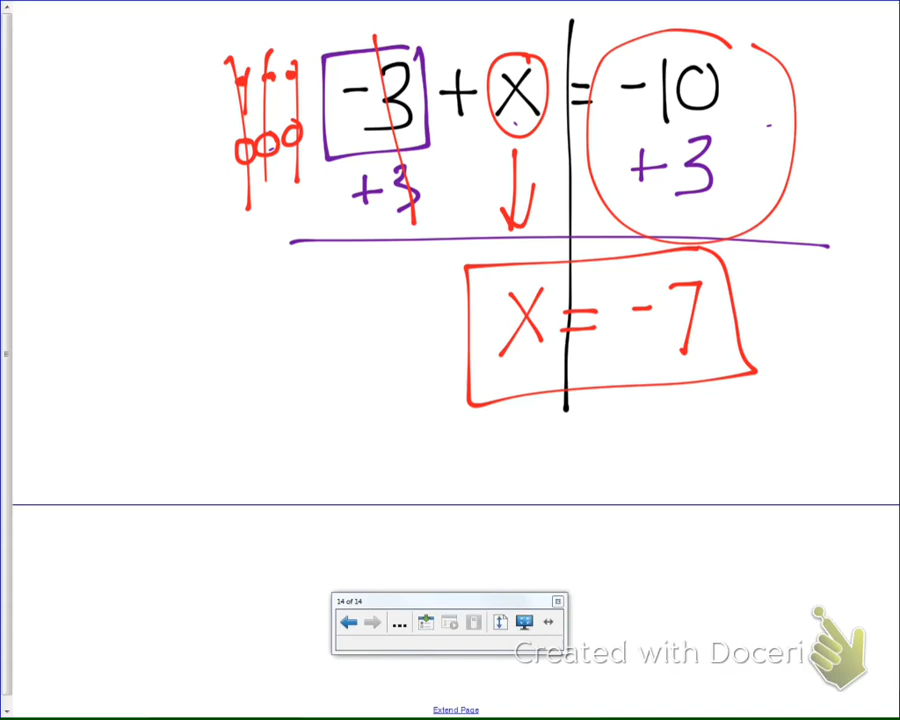 -3 + x = -10
+3 +3
x = -7
14 of 14
...
Created with Doceri
Extend Page